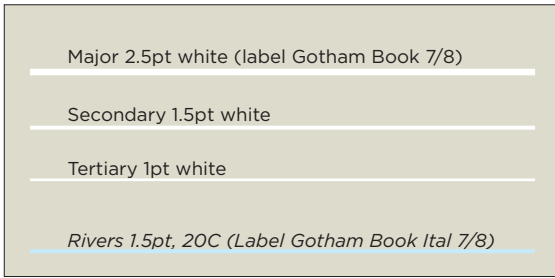 Major 2.5pt white (label Gotham Book 7/8)
Secondary 1.5pt white
Tertiary 1pt white
Rivers 1.5pt, 20C (Label Gotham Book Ital 7/8)